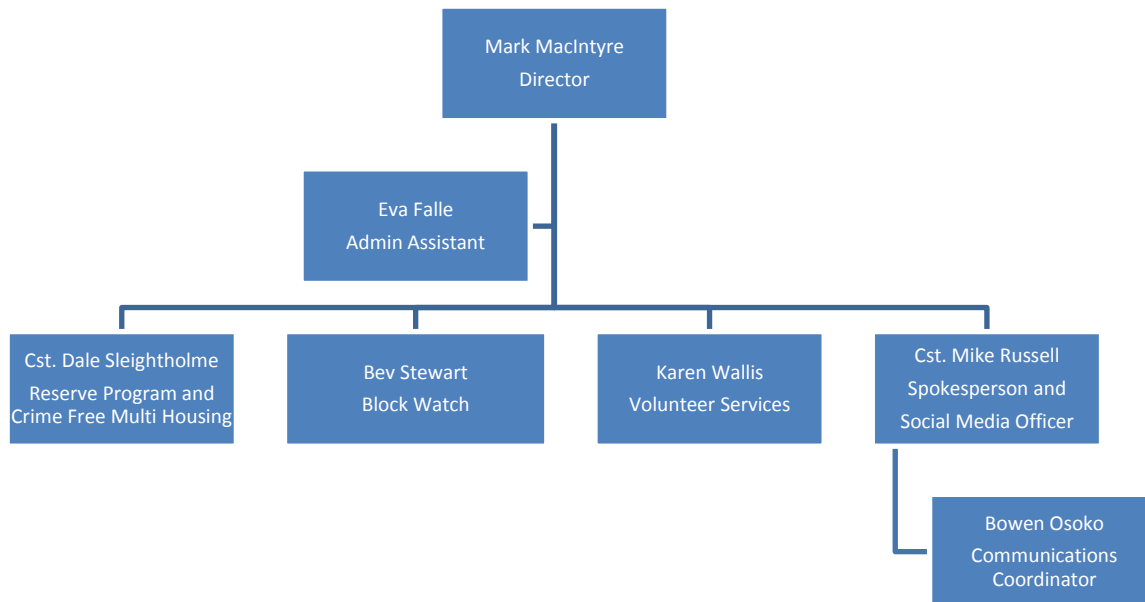 Mark MacIntyre
Director
Eva Falle
Admin Assistant
Cst. Dale Sleightholme
Reserve Program and
Crime Free Multi Housing
Bev Stewart
Block Watch
Karen Wallis
Volunteer Services
Cst. Mike Russell
Spokesperson and
Social Media Officer
Bowen Osoko
Communications
Coordinator